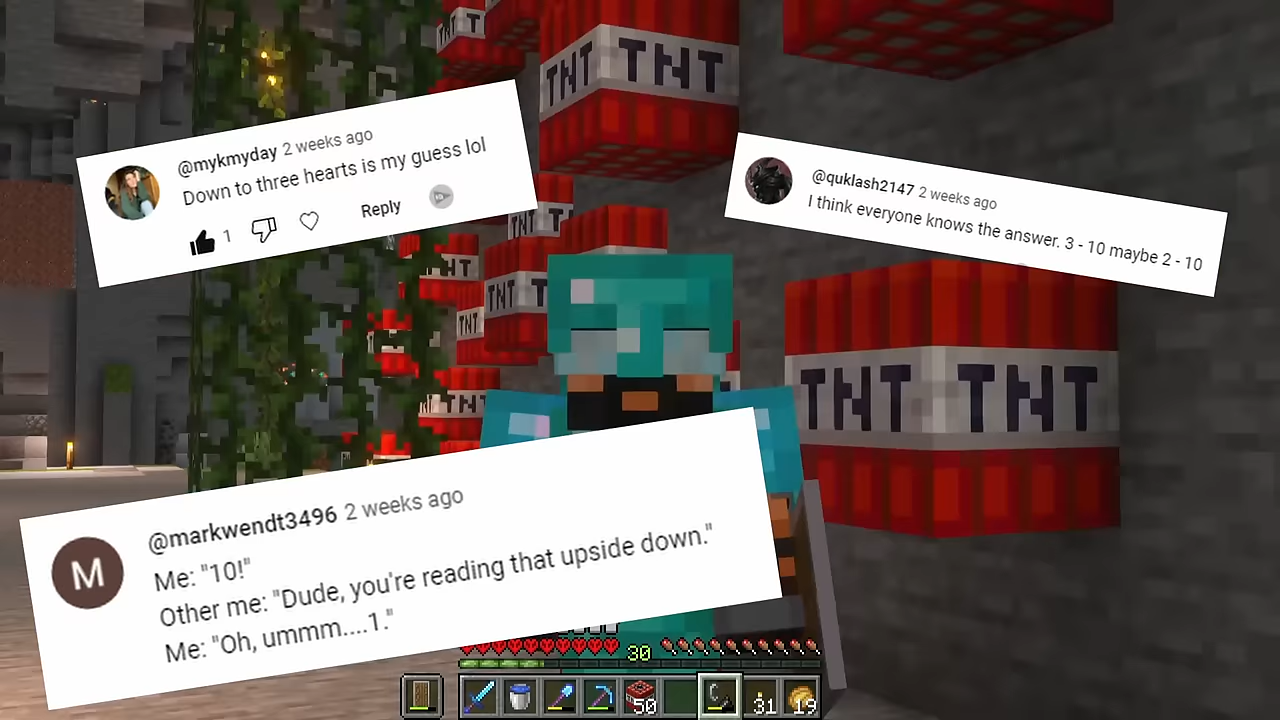 TNT
TNT TNT
@mykmyday 2 weeks ago
Down to three hearts is my guess lol
1
Reply
@quklash2147 2 weeks ago
I think everyone knows the answer. 3 - 10 maybe 2 - 10
TNT
TNT
TNT TNT
@markwendt3496 2 weeks ago
M
Me: "10!"
Other me: "Dude, you're reading that upside down."
Me: "Oh, ummm....1."
30
50
31
19